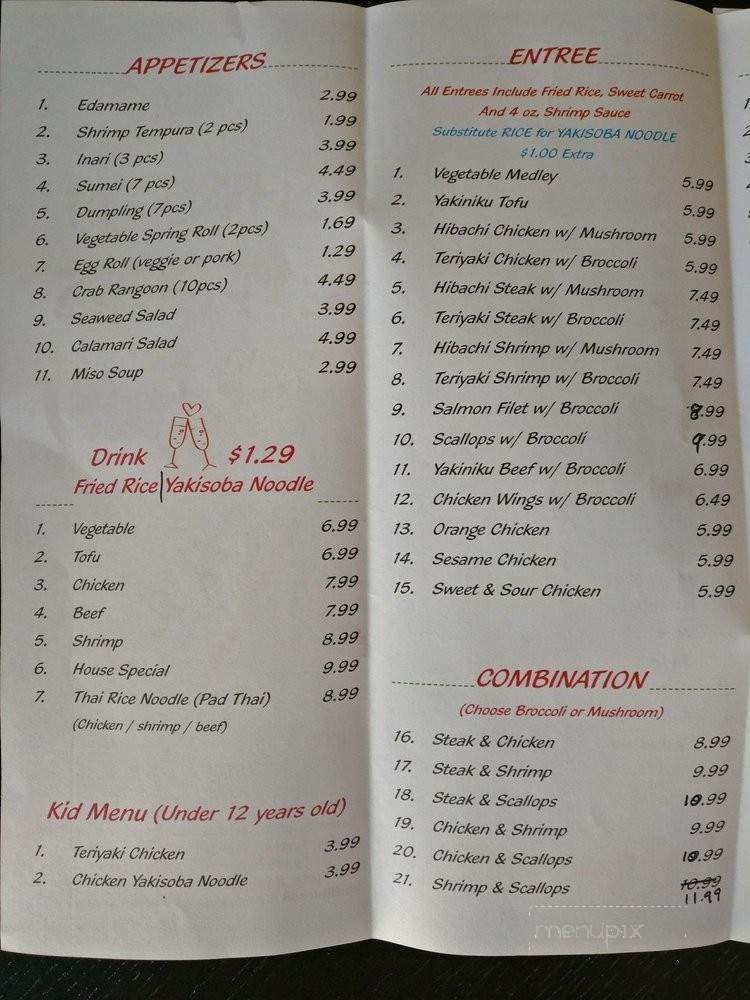 APPETIZERS
1. Edamame 2.99
2. Shrimp Tempura (2 pcs) 1.99
3. Inari (3 pcs) 3.99
4. Sumei (7 pcs) 4.49
5. Dumpling (7pcs) 3.99
6. Vegetable Spring Roll (2pcs) 1.69
7. Egg Roll (veggie or pork) 1.29
8. Crab Rangoon (10pcs) 4.49
9. Seaweed Salad 3.99
10. Calamari Salad 4.99
11. Miso Soup 2.99
Drink $1.29
Fried Rice|Yakisoba Noodle
1. Vegetable 6.99
2. Tofu 6.99
3. Chicken 7.99
4. Beef 7.99
5. Shrimp 8.99
6. House Special 9.99
7. Thai Rice Noodle (Pad Thai) 8.99
(Chicken / shrimp / beef)
Kid Menu (Under 12 years old)
1. Teriyaki Chicken 3.99
2. Chicken Yakisoba Noodle 3.99
ENTREE
All Entrees Include Fried Rice, Sweet Carrot
And 4 oz, Shrimp Sauce
Substitute RICE for YAKISOBA NOODLE
$1.00 Extra
1. Vegetable Medley 5.99
2. Yakiniku Tofu 5.99
3. Hibachi Chicken w/ Mushroom 5.99
4. Teriyaki Chicken w/ Broccoli 5.99
5. Hibachi Steak w/ Mushroom 7.49
6. Teriyaki Steak w/ Broccoli 7.49
7. Hibachi Shrimp w/ Mushroom 7.49
8. Teriyaki Shrimp w/ Broccoli 7.49
9. Salmon Filet w/ Broccoli 8.99
10. Scallops w/ Broccoli 9.99
11. Yakiniku Beef w/ Broccoli 6.99
12. Chicken Wings w/ Broccoli 6.49
13. Orange Chicken 5.99
14. Sesame Chicken 5.99
15. Sweet & Sour Chicken 5.99
COMBINATION
(Choose Broccoli or Mushroom)
16. Steak & Chicken 8.99
17. Steak & Shrimp 9.99
18. Steak & Scallops 10.99
19. Chicken & Shrimp 9.99
20. Chicken & Scallops 10.99
21. Shrimp & Scallops 10.99
11.99
menupix